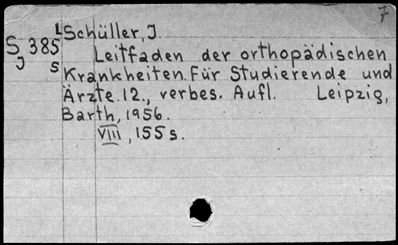 7
S 385 L Schüller, J.
J s Leitfaden der orthopädischen
Krankheiten. Für Studierende und
Ärzte. 12., verbes. Aufl. Leipzig,
Barth, 1956.
VIII, 155 s.